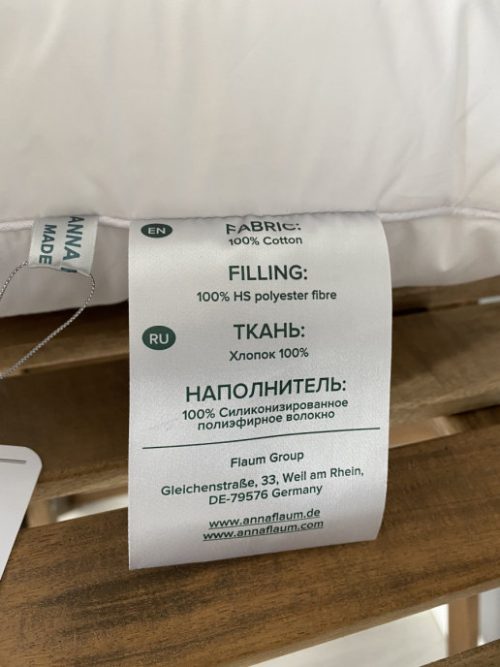 ANNA
MADE
EN
FABRIC:
100% Cotton
FILLING:
100% HS polyester fibre
RU
ТКАНЬ:
Хлопок 100%
НАПОЛНИТЕЛЬ:
100% Силиконизированное
полиэфирное волокно
Flaum Group
Gleichenstraße, 33, Weil am Rhein,
DE-79576 Germany
www.annaflaum.de
www.annaflaum.com